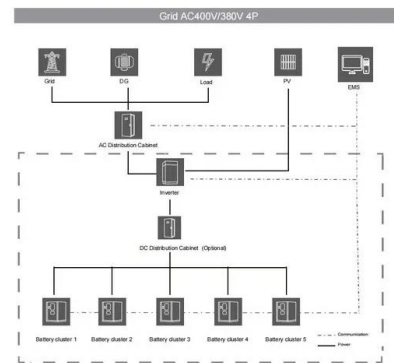 Grid AC400V/380V 4P
Grid
DG
Load
PV
EMS
AC Distribution Cabinet
Inverter
DC Distribution Cabinet (Optional)
Battery cluster 1
Battery cluster 2
Battery cluster 3
Battery cluster 4
Battery cluster 5
Communication
Power